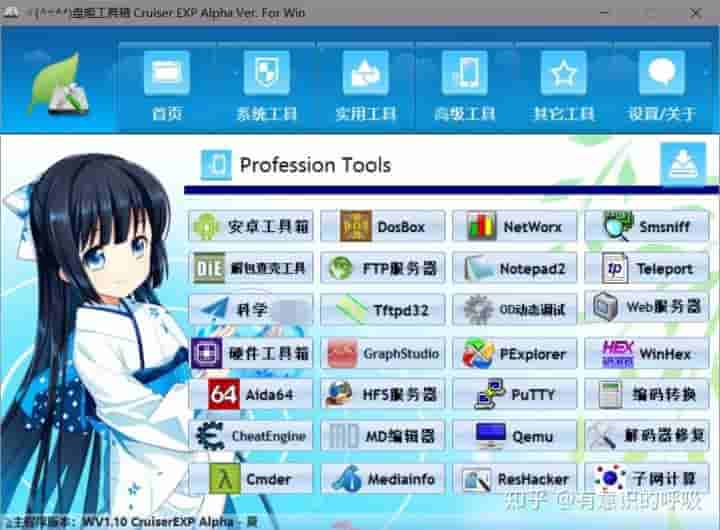 盘姬工具箱 Cruiser EXP Alpha Ver. For Win
首页 系统工具 实用工具 高级工具 其它工具 设置/关于
Profession Tools
安卓工具箱 DosBox NetWorx Smsniff
DIE 解包查壳工具 FTP服务器 Notepad2 tp Teleport
科学 Tftpd32 OD动态调试 Web服务器
硬件工具箱 GraphStudio PExplorer HEX WinHex
64 Aida64 HFS服务器 PuTTY 编码转换
CheatEngine MD MD编辑器 Qemu 解码器修复
λ Cmder MediaInfo ResHacker 子网计算
主程序版本: WV1.10 CruiserEXP Alpha - 夏
知乎 @有意识的呼吸